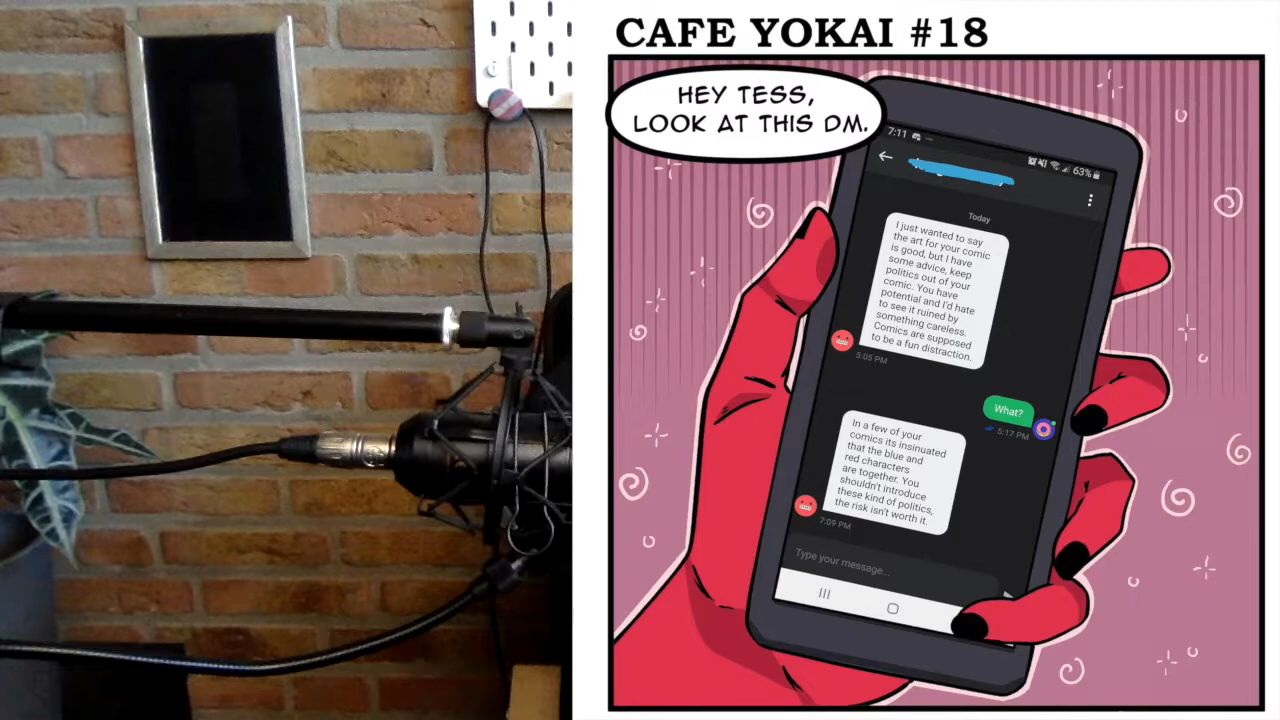 CAFE YOKAI #18
HEY TESS,
LOOK AT THIS DM.
7:11
63%
Today
I just wanted to say
the art for your comic
is good, but I have
some advice, keep
politics out of your
comic. You have
potential and I'd hate
to see it ruined by
something careless.
Comics are supposed
to be a fun distraction.
5:05 PM
What?
5:17 PM
In a few of your
comics its insinuated
that the blue and
red characters
are together. You
shouldn't introduce
these kind of politics,
the risk isn't worth it.
7:09 PM
Type your message...